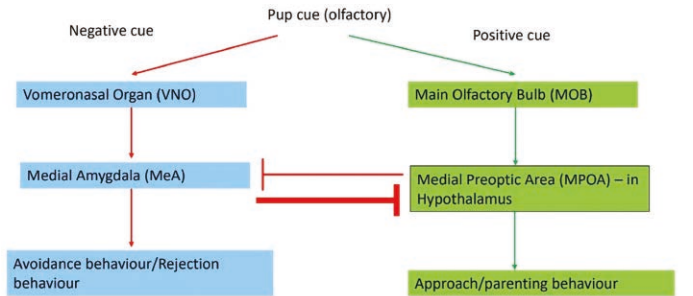 Pup cue (olfactory)
Negative cue
Positive cue
Vomeronasal Organ (VNO)
Main Olfactory Bulb (MOB)
Medial Amygdala (MeA)
Medial Preoptic Area (MPOA) – in
Hypothalamus
Avoidance behaviour/Rejection
behaviour
Approach/parenting behaviour